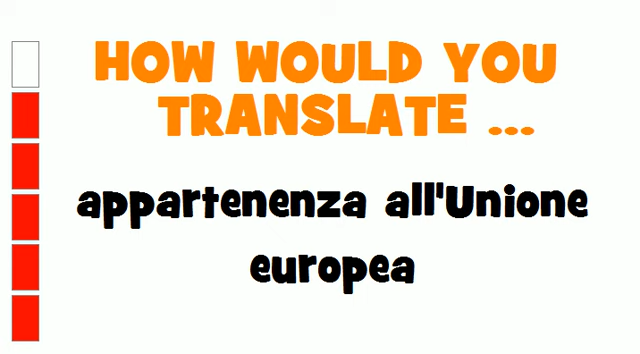 HOW WOULD YOU
TRANSLATE ...
appartenenza all'Unione
europea